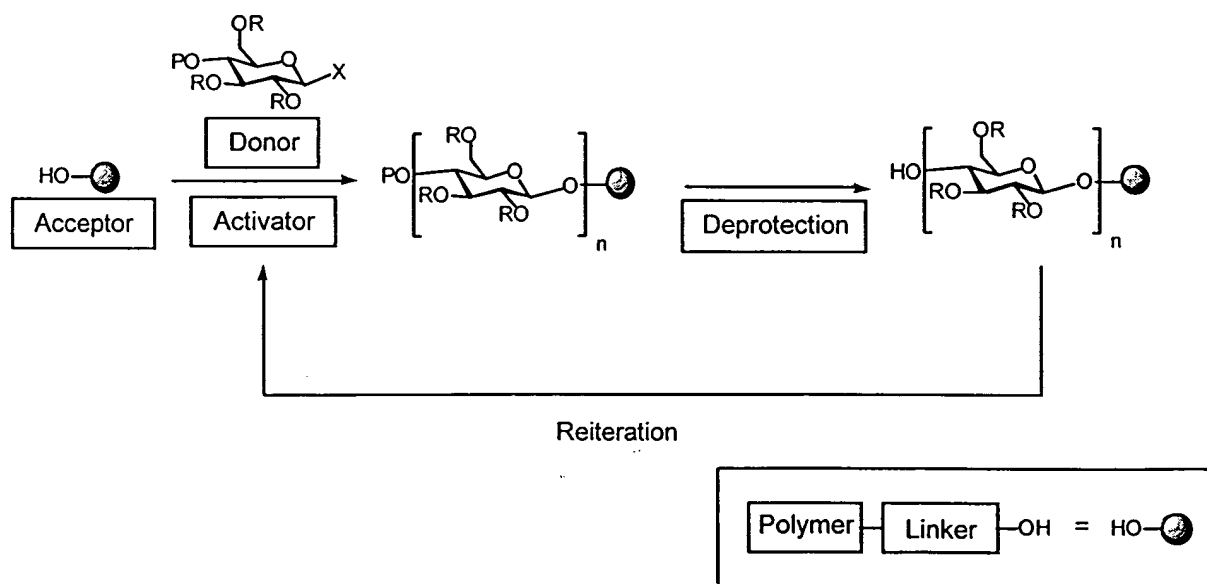 OR
PO
O
X
RO
RO
Donor
HO
Acceptor
Activator
RO
PO
O
O
RO
RO
n
Deprotection
OR
HO
O
O
RO
RO
n
Reiteration
Polymer Linker OH = HO